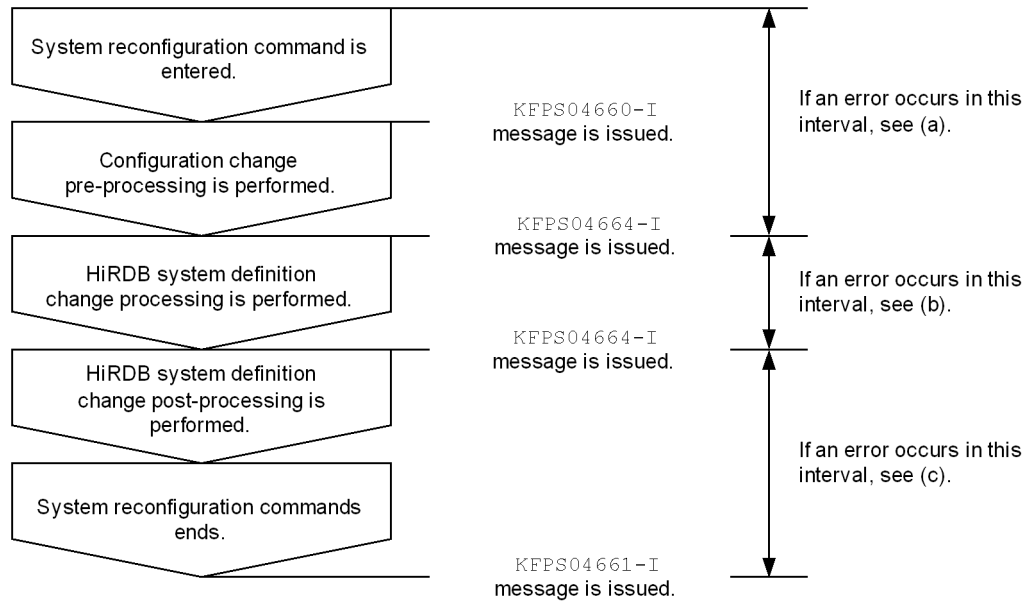 System reconfiguration command is
entered.
KFPS04660-I
message is issued.
If an error occurs in this
interval, see (a).
Configuration change
pre-processing is performed.
KFPS04664-I
message is issued.
HiRDB system definition
change processing is performed.
If an error occurs in this
interval, see (b).
KFPS04664-I
message is issued.
HiRDB system definition
change post-processing is
performed.
If an error occurs in this
interval, see (c).
System reconfiguration commands
ends.
KFPS04661-I
message is issued.